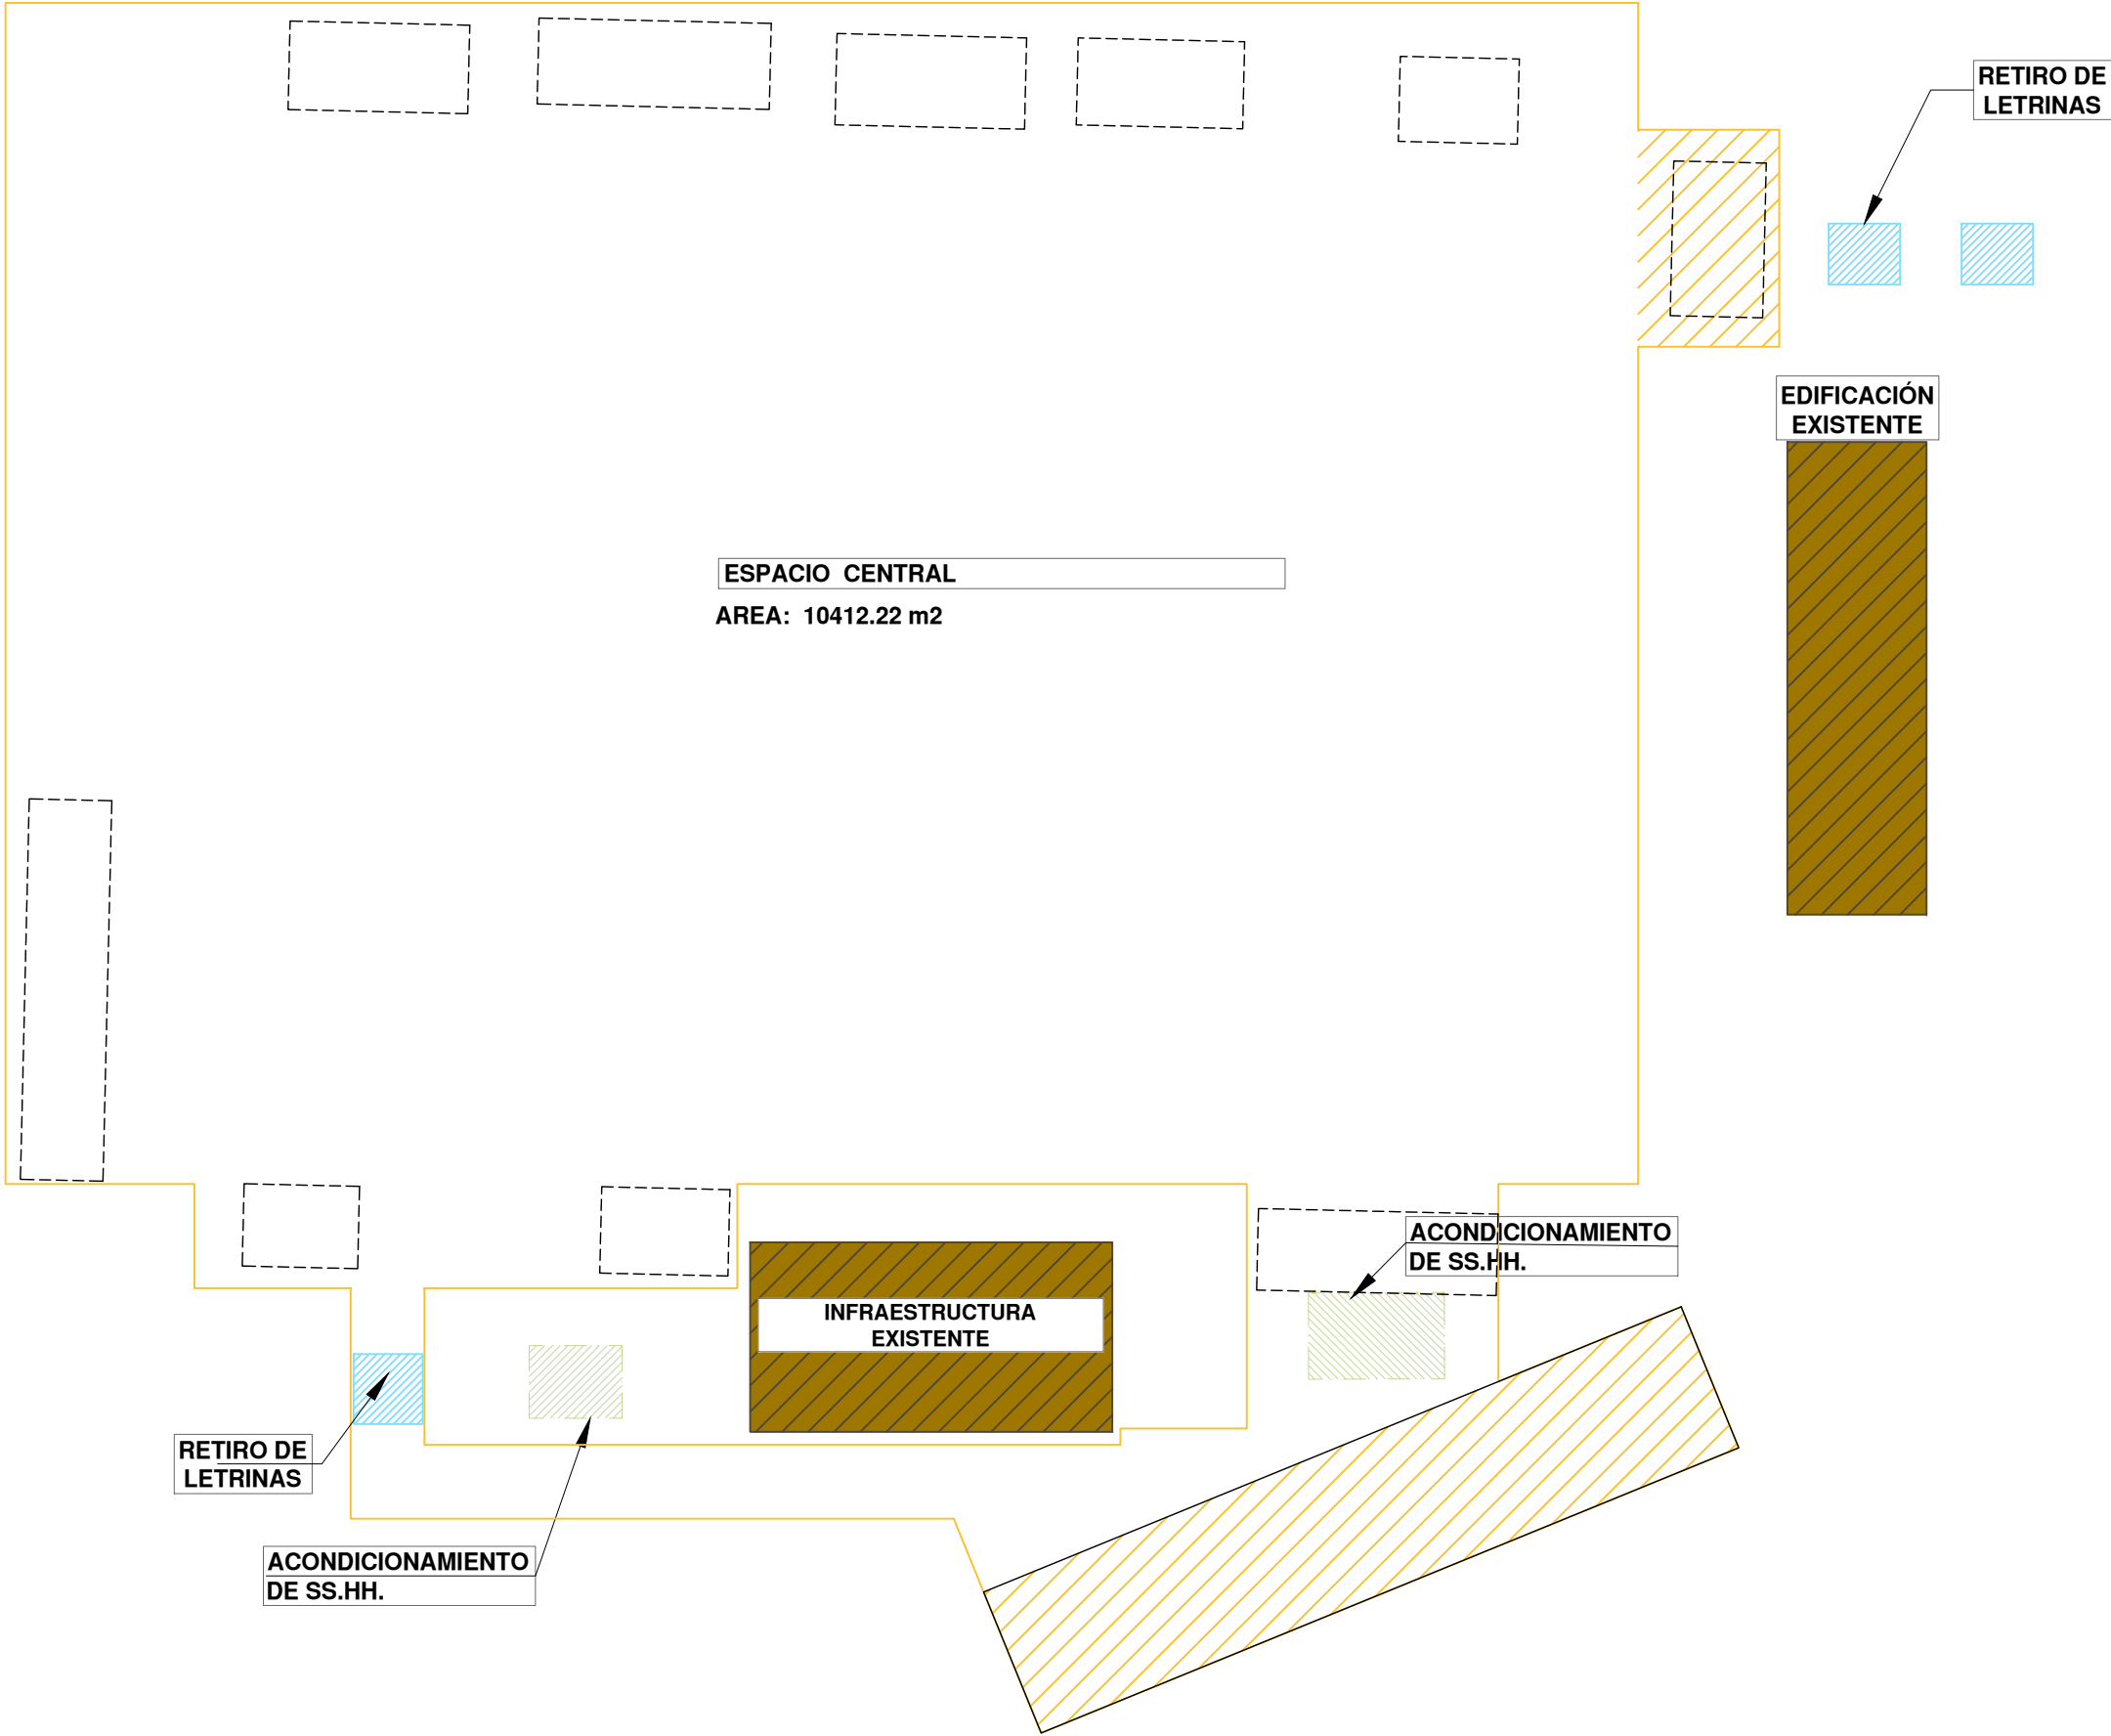 RETIRO DE
LETRINAS
EDIFICACIÓN
EXISTENTE
ESPACIO  CENTRAL
AREA:  10412.22 m2
ACONDICIONAMIENTO
DE SS.HH.
INFRAESTRUCTURA
EXISTENTE
RETIRO DE
LETRINAS
ACONDICIONAMIENTO
DE SS.HH.